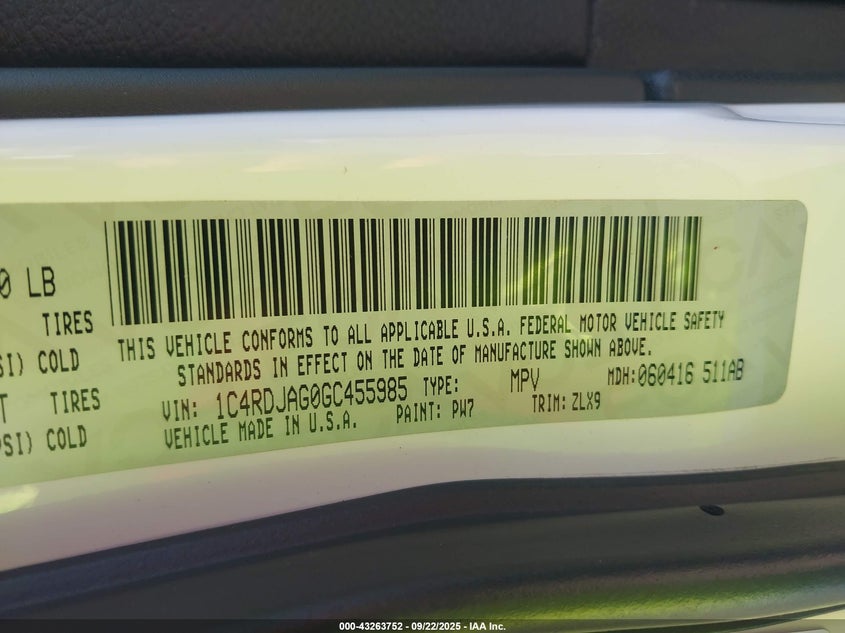 0 LB
TIRES
SI) COLD
T TIRES
PSI) COLD
THIS VEHICLE CONFORMS TO ALL APPLICABLE U.S.A. FEDERAL MOTOR VEHICLE SAFETY
STANDARDS IN EFFECT ON THE DATE OF MANUFACTURE SHOWN ABOVE.
VIN: 1C4RDJAG0GC455985 TYPE: MPV MDH: 060416 511AB
VEHICLE MADE IN U.S.A. PAINT: PW7 TRIM: ZLX9
000-43263752 - 09/22/2025 - IAA Inc.